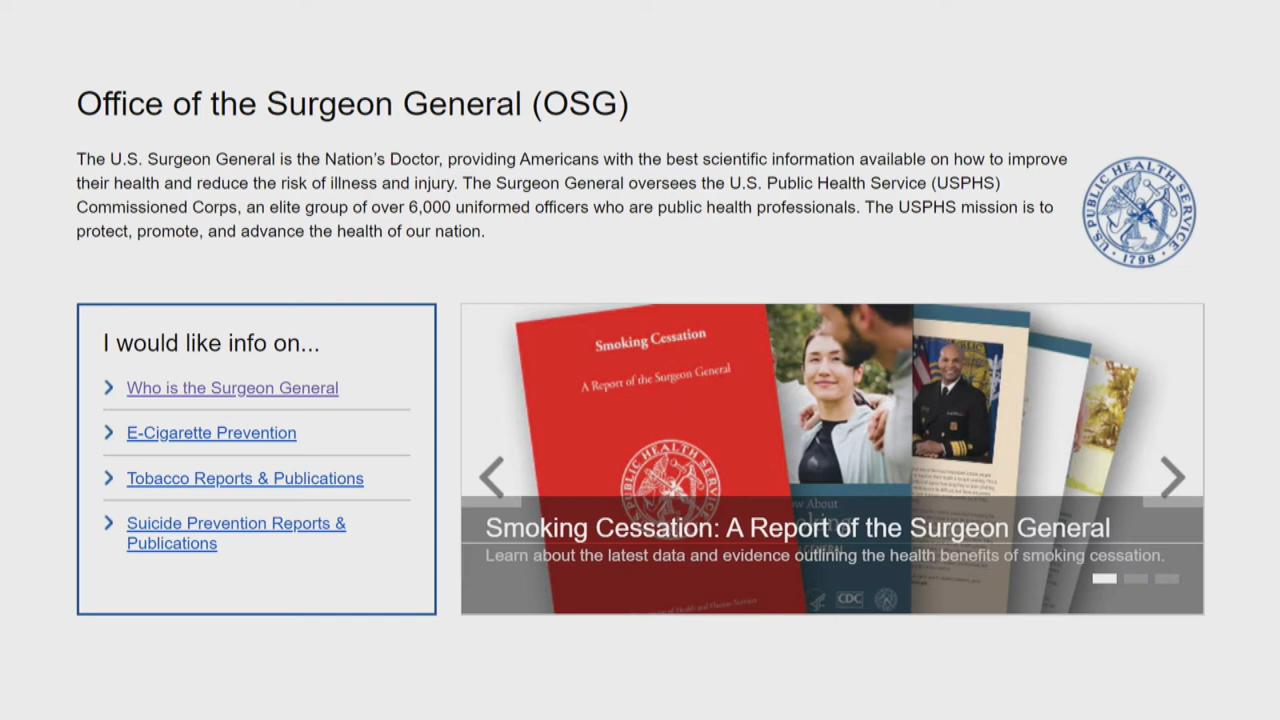 Office of the Surgeon General (OSG)
The U.S. Surgeon General is the Nation's Doctor, providing Americans with the best scientific information available on how to improve
their health and reduce the risk of illness and injury. The Surgeon General oversees the U.S. Public Health Service (USPHS)
Commissioned Corps, an elite group of over 6,000 uniformed officers who are public health professionals. The USPHS mission is to
protect, promote, and advance the health of our nation.
U.S. PUBLIC HEALTH SERVICE
1798
I would like info on...
Who is the Surgeon General
E-Cigarette Prevention
Tobacco Reports & Publications
Suicide Prevention Reports &
Publications
Smoking Cessation
A Report of the Surgeon General
PUBLIC HEALTH SERVICE
Smoking Cessation: A Report of the Surgeon General
Learn about the latest data and evidence outlining the health benefits of smoking cessation.
CDC